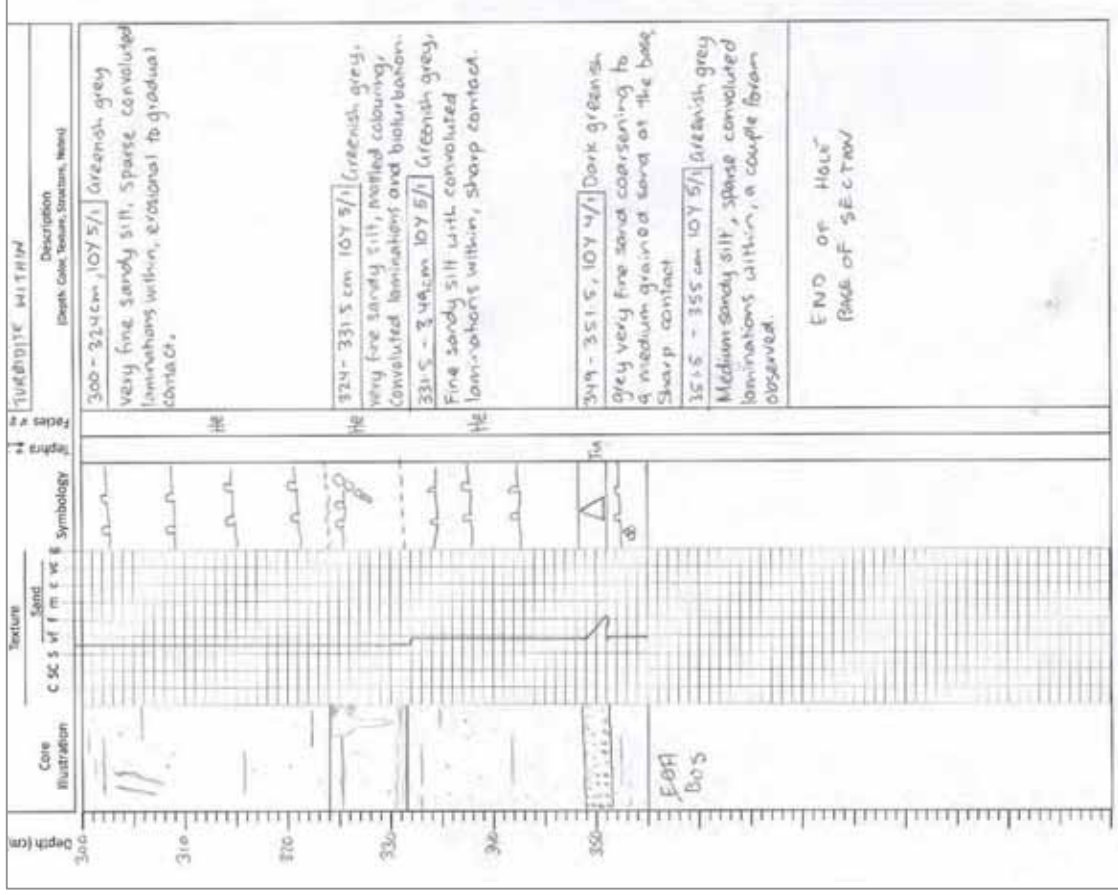 Depth (cm)
Core
Illustration
Texture
Sand
C SC S vf f m c vc G
Symbology
Tephra
Facies
TURBIDITE WITHIN
Description
(Depth, Color, Texture, Structure, Notes)
300
310
320
330
340
350
300 - 324cm, 10Y 5/1 Greenish grey
very fine sandy silt, sparse convoluted
laminations within, erosional to gradual
contact.
324 - 331.5 cm 10Y 5/1 Greenish grey,
very fine sandy silt, mottled colouring,
Convoluted laminations and bioturbation.
331.5 - 349cm 10Y 5/1 Greenish grey,
Fine sandy silt with convoluted
laminations within, sharp contact.
349 - 351.5, 10Y 4/1 Dark greenish
grey very fine sand coarsening to
a medium grained sand at the base,
Sharp contact
351.5 - 355 cm 10Y 5/1 Greenish grey
Medium sandy silt, sparse convoluted
laminations within, a couple foram
observed.
END OF HOLE
BASE OF SECTION
He
He
He
BOS